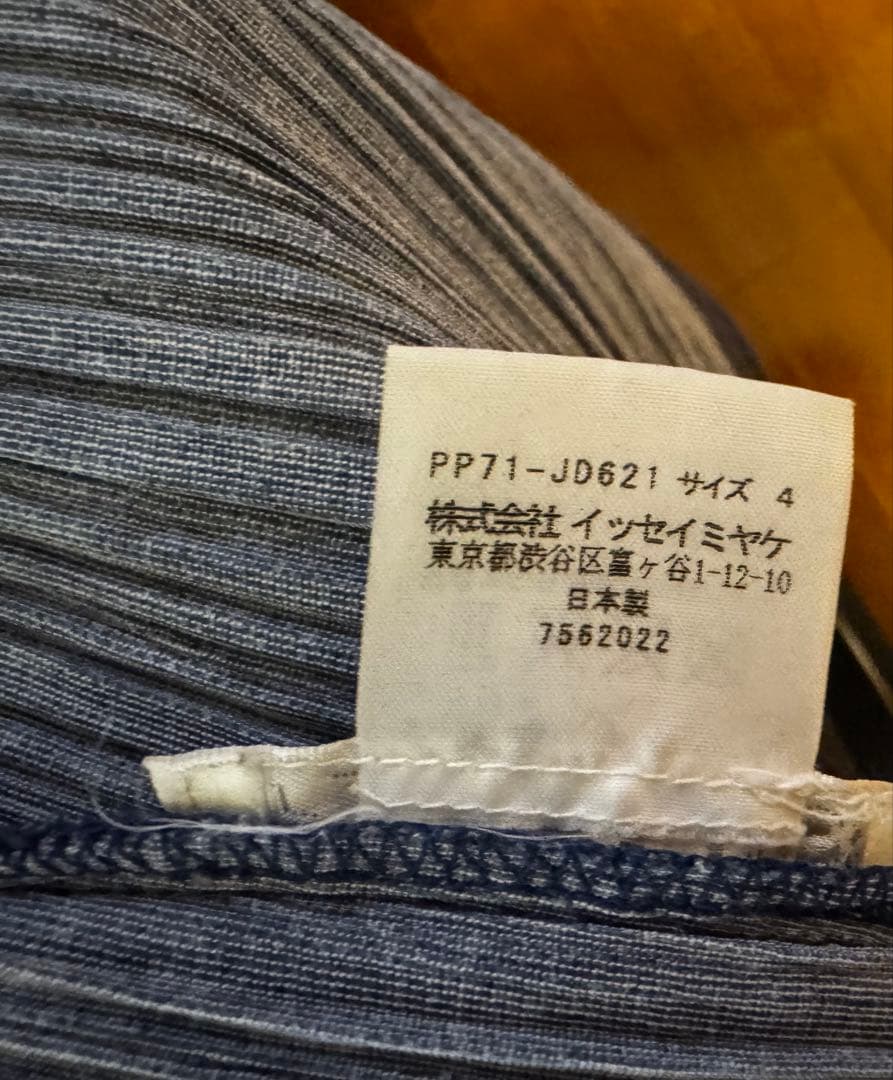 PP71-JD621 サイズ 4
株式会社 イッセイミヤケ
東京都渋谷区富ヶ谷1-12-10
日本製
7562022